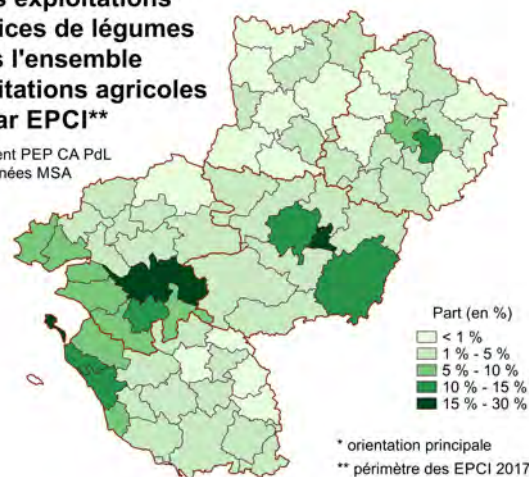 exploitations
ices de légumes
l'ensemble
itations agricoles
ar EPCI**
ent PEP CA PdL
nées MSA
Part (en %)
< 1 %
1 % - 5 %
5 % - 10 %
10 % - 15 %
15 % - 30 %
* orientation principale
** périmètre des EPCI 2017